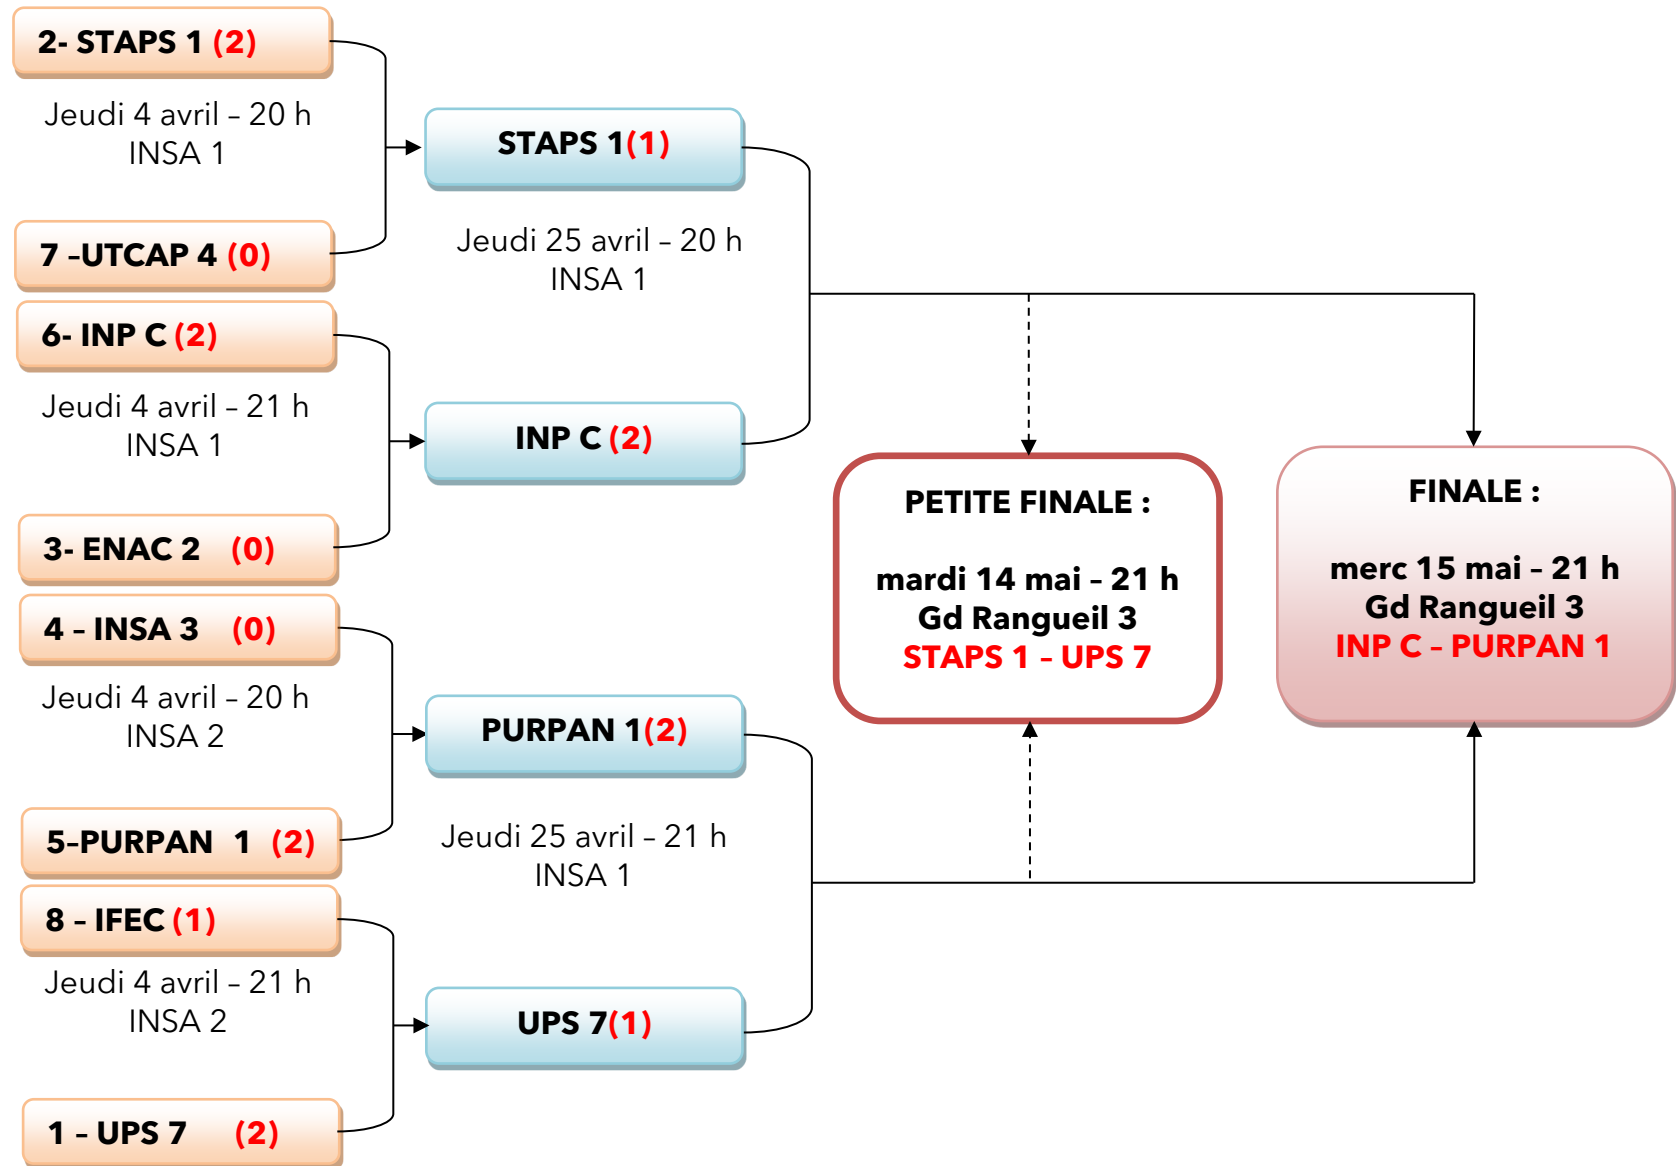 2- STAPS 1 (2)
Jeudi 4 avril – 20 h
INSA 1
7 –UTCAP 4 (0)
6- INP C (2)
Jeudi 4 avril – 21 h
INSA 1
3- ENAC 2 (0)
4 – INSA 3 (0)
Jeudi 4 avril – 20 h
INSA 2
5–PURPAN 1 (2)
8 – IFEC (1)
Jeudi 4 avril – 21 h
INSA 2
1 – UPS 7 (2)
STAPS 1(1)
Jeudi 25 avril – 20 h
INSA 1
INP C (2)
PURPAN 1(2)
Jeudi 25 avril – 21 h
INSA 1
UPS 7(1)
PETITE FINALE :
mardi 14 mai – 21 h
Gd Rangueil 3
STAPS 1 – UPS 7
FINALE :
merc 15 mai – 21 h
Gd Rangueil 3
INP C – PURPAN 1